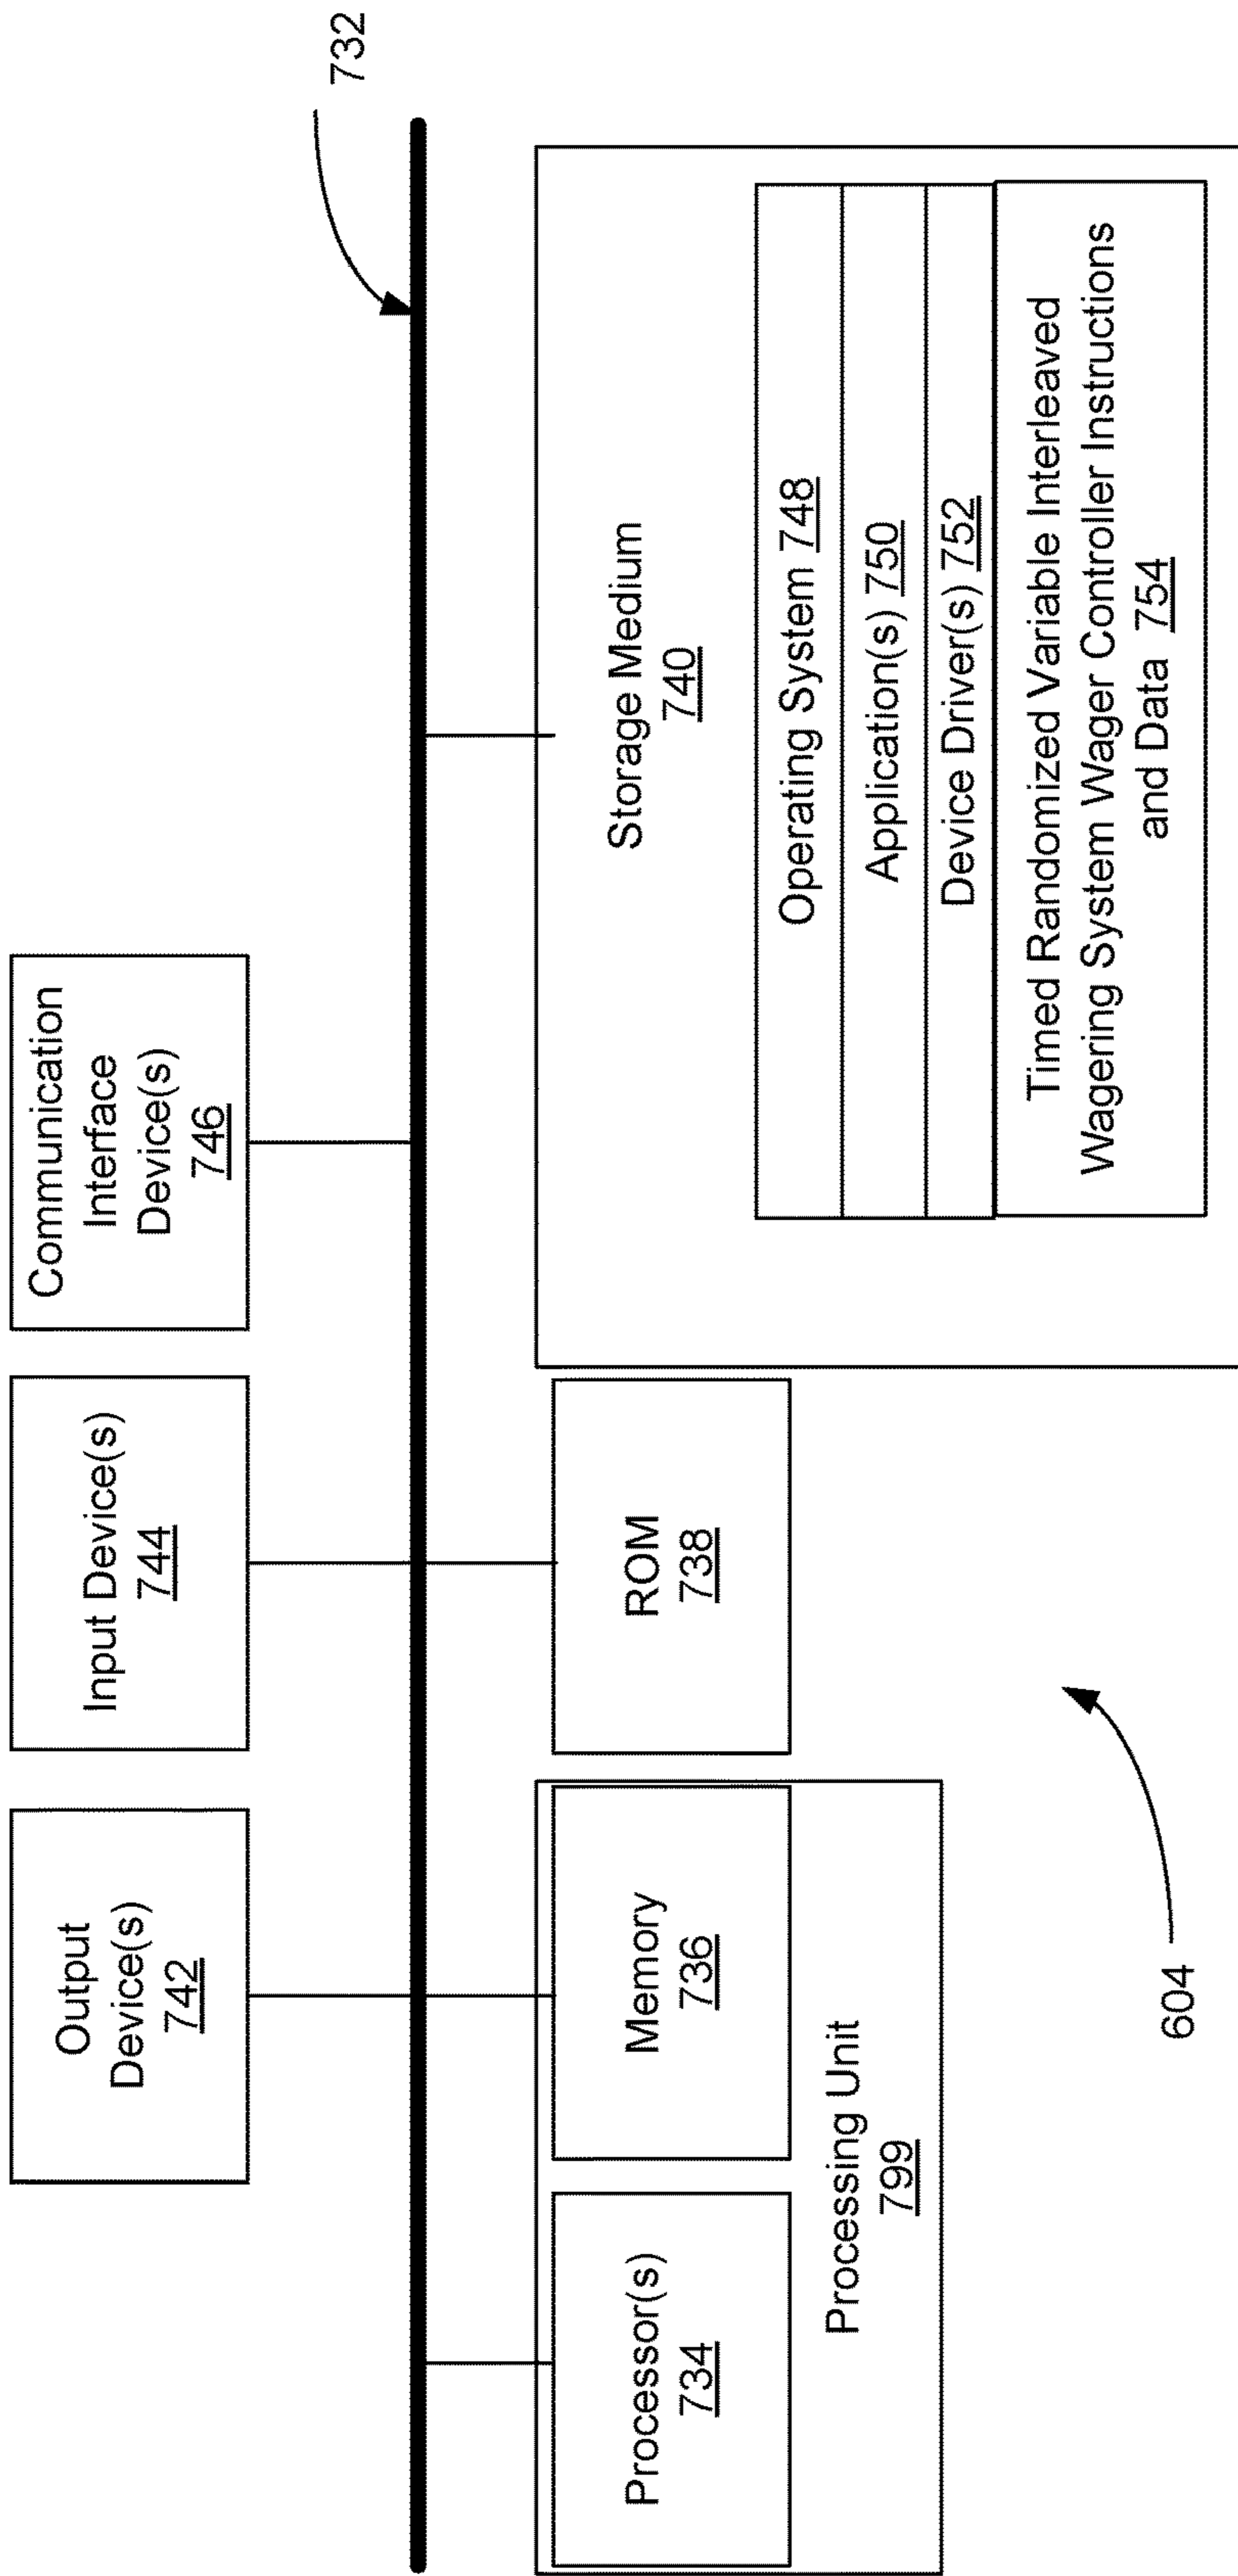 732
Output
Device(s)
742
Input Device(s)
744
Communication
Interface
Device(s)
746
Processor(s)
734
Memory
736
Processing Unit
799
ROM
738
Storage Medium
740
Operating System 748
Application(s) 750
Device Driver(s) 752
Timed Randomized Variable Interleaved
Wagering System Wager Controller Instructions
and Data 754
604